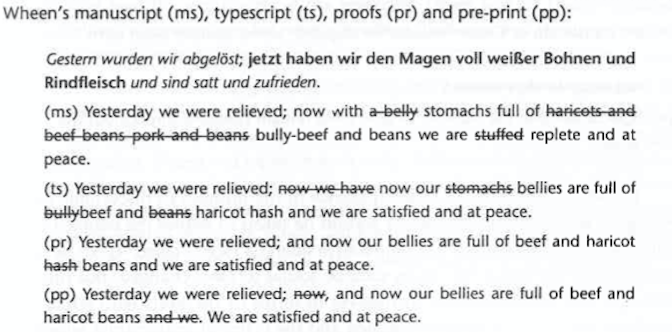 Wheen's manuscript (ms), typescript (ts), proofs (pr) and pre-print (pp):
Gestern wurden wir abgelöst; jetzt haben wir den Magen voll weißer Bohnen und
Rindfleisch und sind satt und zufrieden.
(ms) Yesterday we were relieved; now with a belly stomachs full of haricots and
beef beans pork and beans bully-beef and beans we are stuffed replete and at
peace.
(ts) Yesterday we were relieved; now we have now our stomachs bellies are full of
bullybeef and beans haricot hash and we are satisfied and at peace.
(pr) Yesterday we were relieved; and now our bellies are full of beef and haricot
hash beans and we are satisfied and at peace.
(pp) Yesterday we were relieved; now, and now our bellies are full of beef and
haricot beans and we. We are satisfied and at peace.